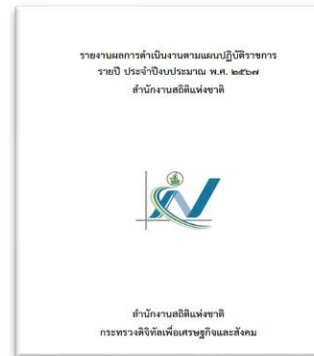 รายงานผลการดำเนินงานตามแผนปฏิบัติราชการ
รายปี ประจำปีงบประมาณ พ.ศ. ๒๕๖๗
สำนักงานสถิติแห่งชาติ
สำนักงานสถิติแห่งชาติ
กระทรวงดิจิทัลเพื่อเศรษฐกิจและสังคม